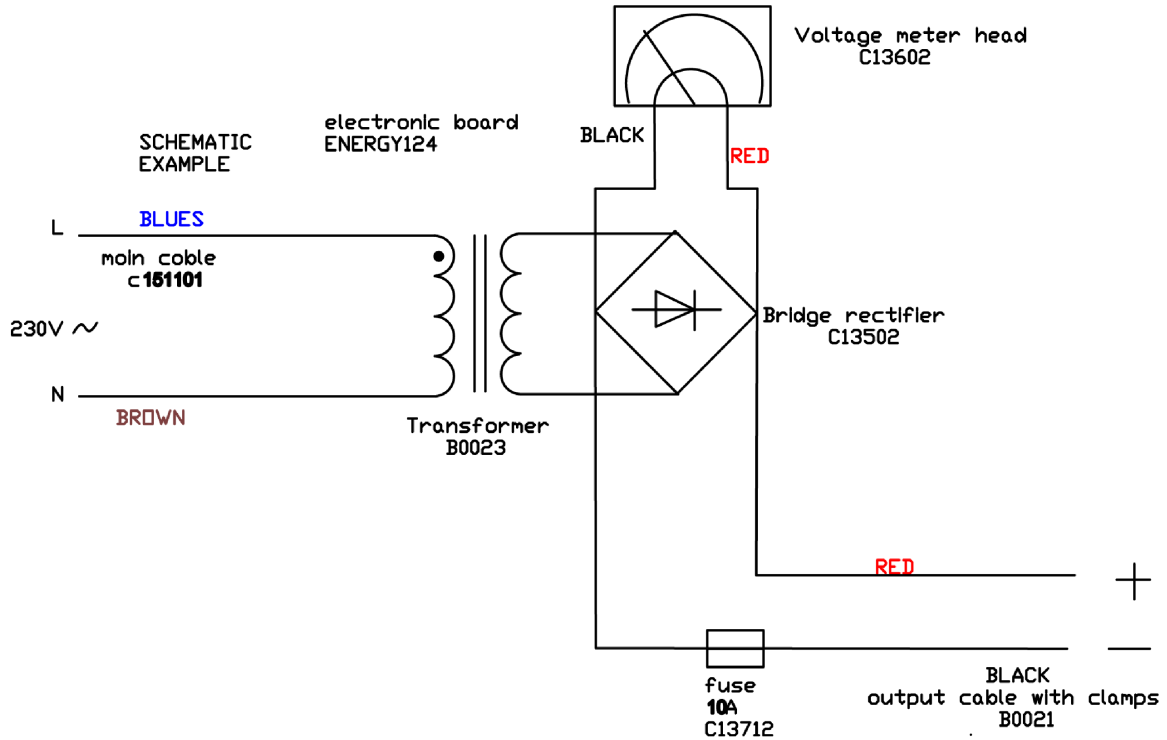 Voltage meter head
C13602
electronic board
ENERGY124
SCHEMATIC
EXAMPLE
BLACK
RED
L
BLUES
moin coble
c151101
230V ~
Bridge rectifier
C13502
N
BROWN
Transformer
B0023
RED
+
BLACK
output cable with clamps
B0021
fuse
10A
C13712
—